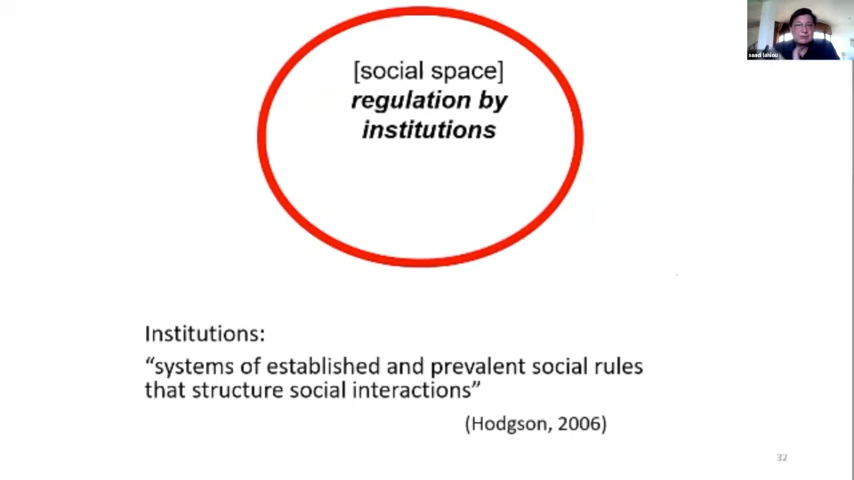 [social space]
regulation by
institutions
Institutions:
“systems of established and prevalent social rules
that structure social interactions”
(Hodgson, 2006)
32